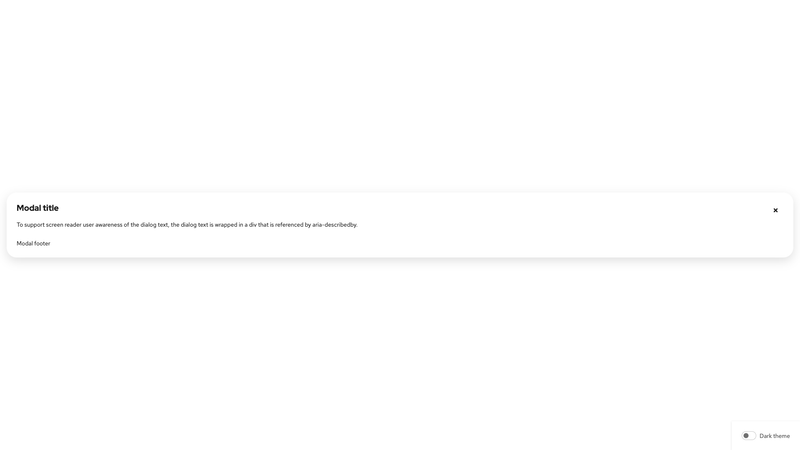 Modal title
To support screen reader user awareness of the dialog text, the dialog text is wrapped in a div that is referenced by aria-describedby.
Modal footer
Dark theme